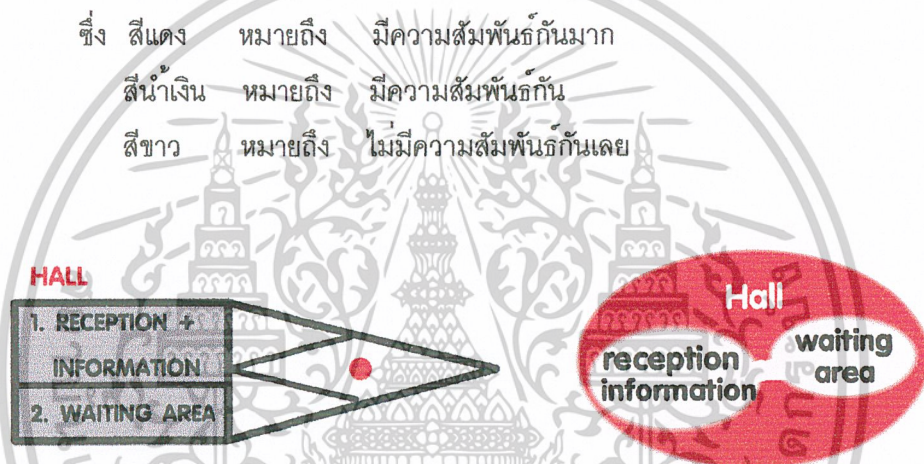 ซึ่ง สีแดง หมายถึง มีความสัมพันธ์กันมาก
สีน้ำเงิน หมายถึง มีความสัมพันธ์กัน
สีขาว หมายถึง ไม่มีความสัมพันธ์กันเลย
HALL
1. RECEPTION +
INFORMATION
2. WAITING AREA
Hall
reception
information
waiting
area